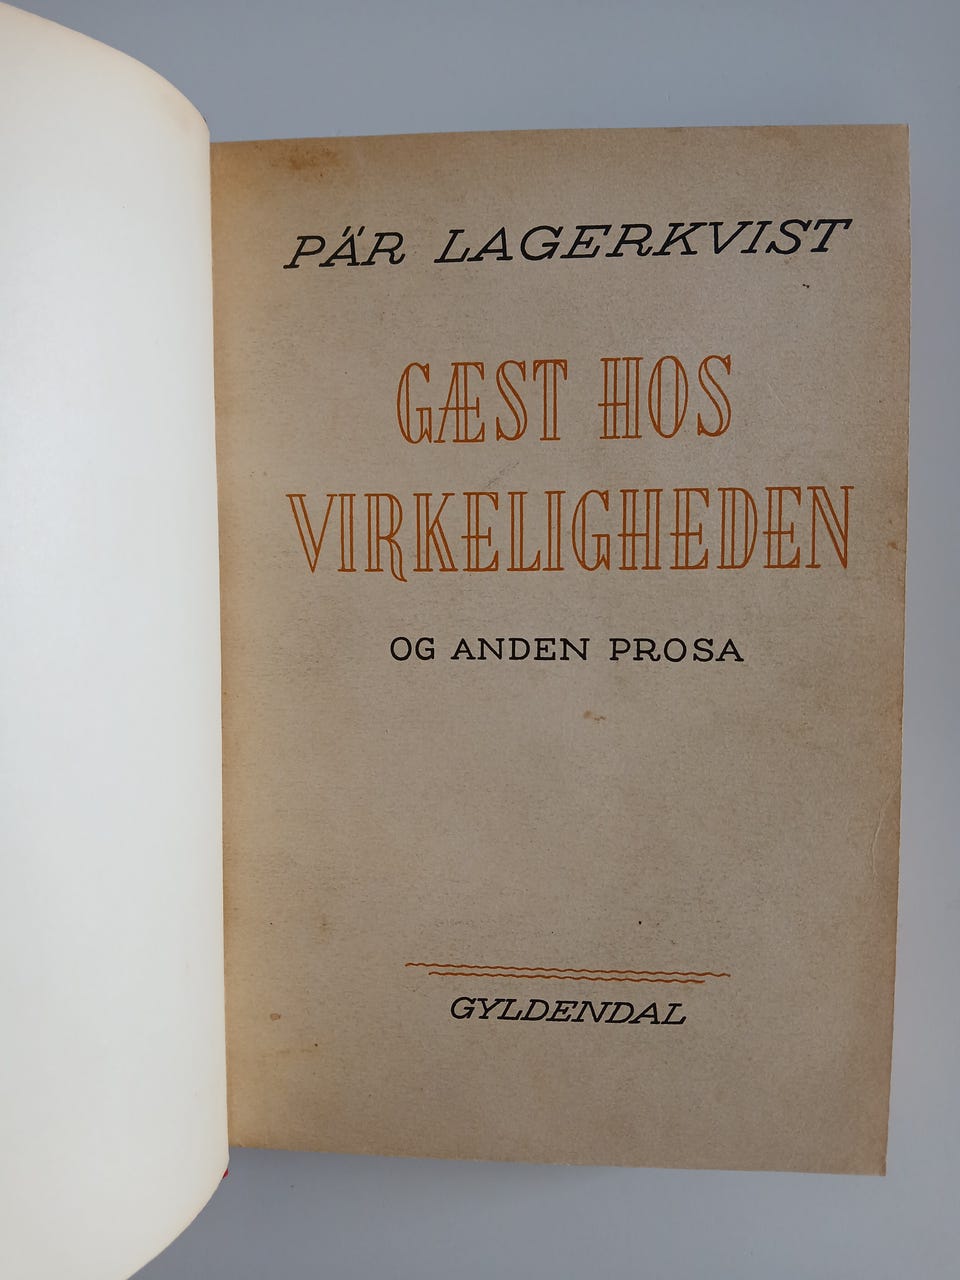 PÄR LAGERKVIST
GÆST HOS
VIRKELIGHEDEN
OG ANDEN PROSA
GYLDENDAL